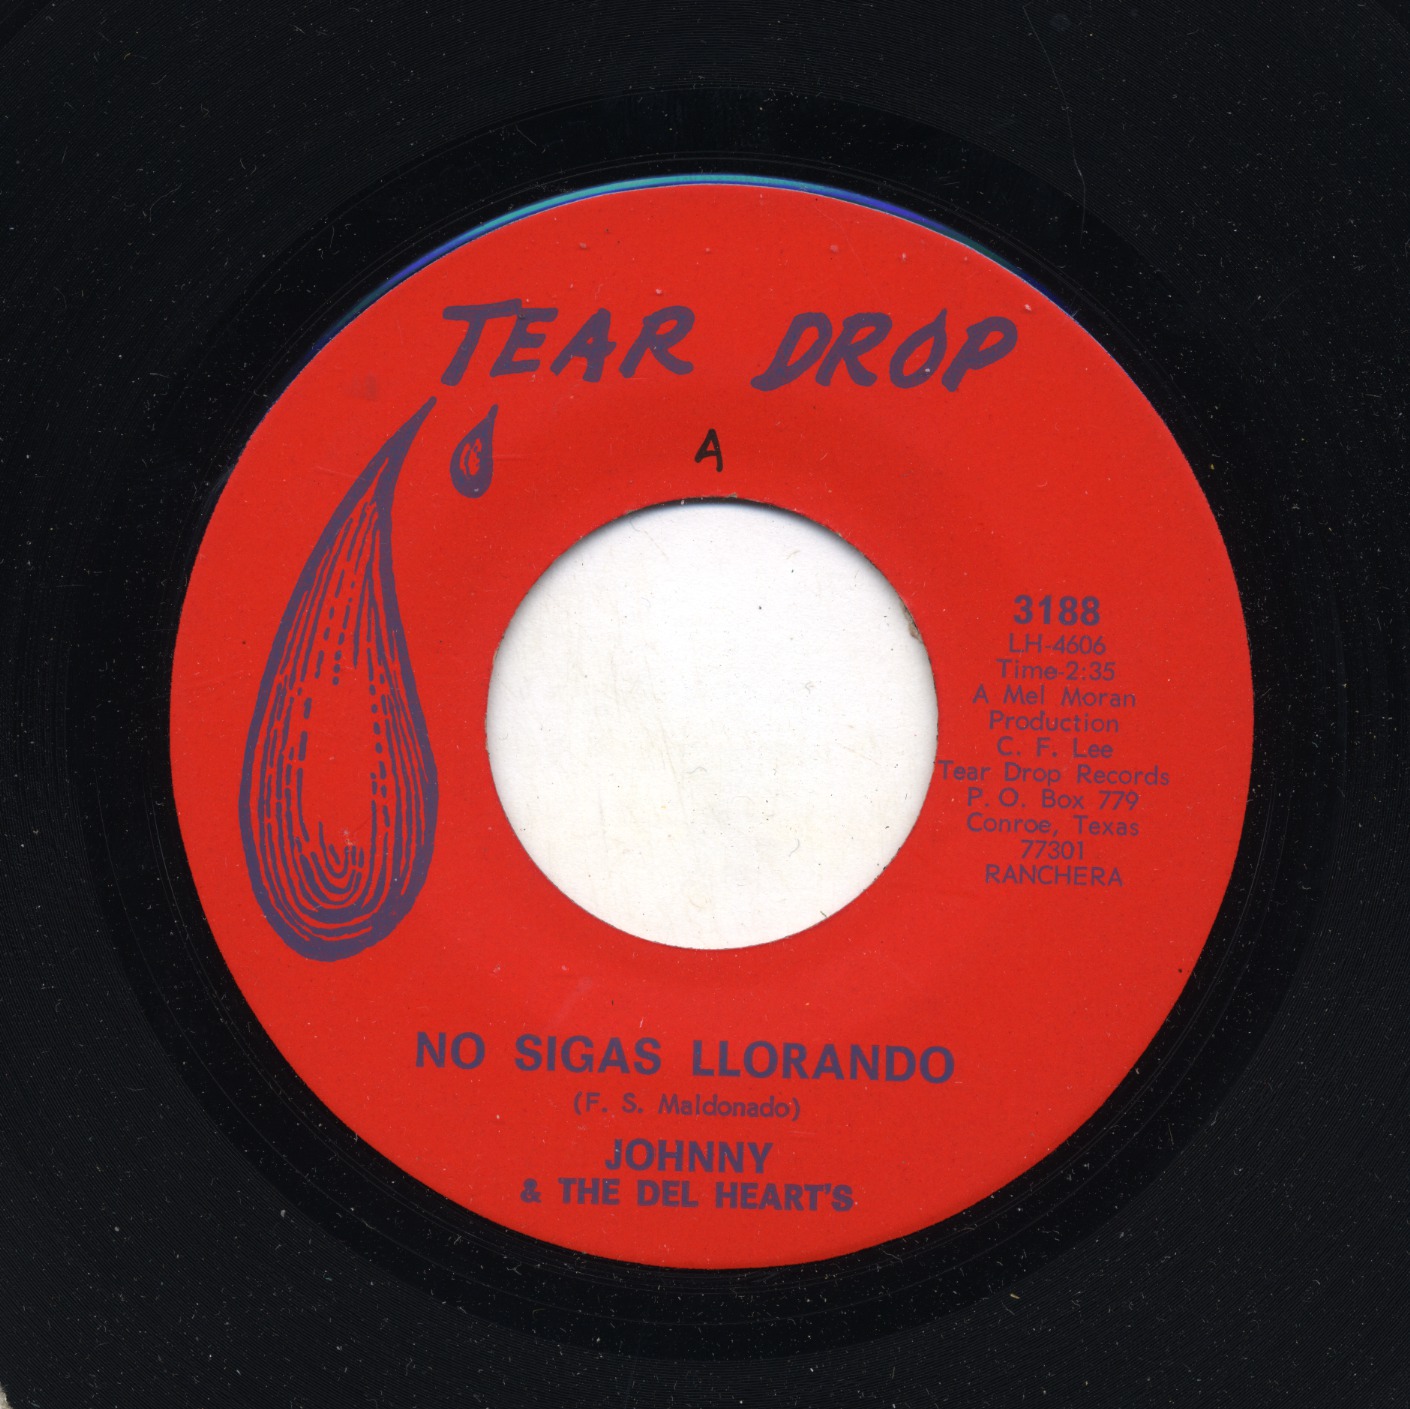 TEAR DROP
A
3188
LH-4606
Time-2:35
A Mel Moran
Production
C. F. Lee
Tear Drop Records
P. O. Box 779
Conroe, Texas
77301
RANCHERA
NO SIGAS LLORANDO
(F. S. Maldonado)
JOHNNY
& THE DEL HEART'S